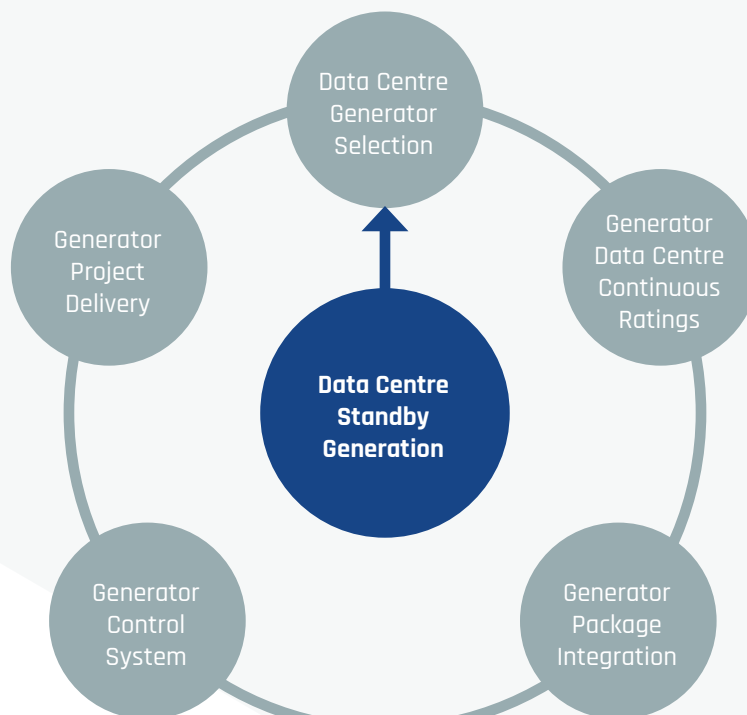 Data Centre
Generator
Selection
Generator
Data Centre
Continuous
Ratings
Generator
Package
Integration
Generator
Control
System
Generator
Project
Delivery
Data Centre
Standby
Generation